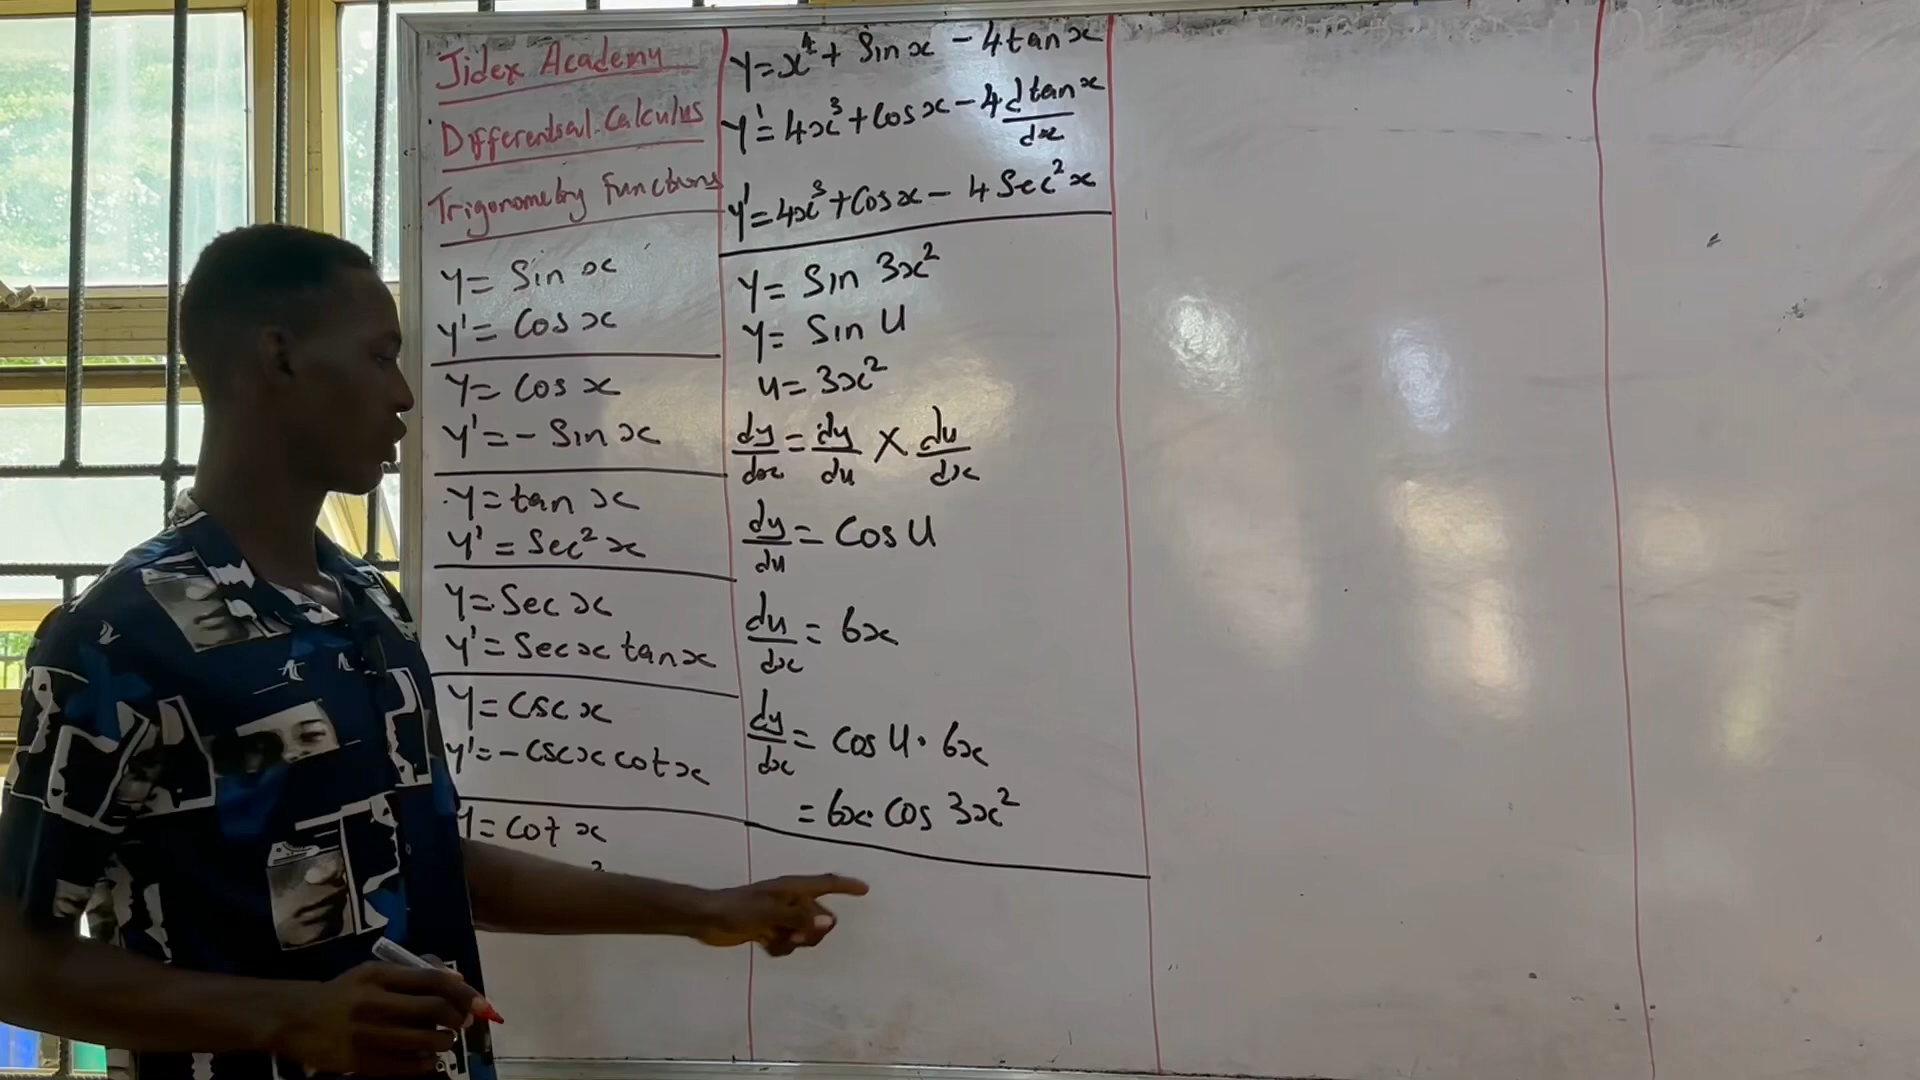 Jidex Academy
Differential Calculus
Trigonometry Functions
Y = Sin x
Y' = Cos x
Y = Cos x
Y' = - Sin x
Y = tan x
Y' = Sec² x
Y = Sec x
Y' = Sec x tan x
Y = Csc x
Y' = - Csc x cot x
Y = Cot x
2
Y = x⁴ + Sin x - 4 tan x
Y' = 4x³ + Cos x - 4 d tan x / dx
Y' = 4x³ + Cos x - 4 Sec² x
Y = Sin 3x²
Y = Sin U
U = 3x²
dy/dx = dy/du × du/dx
dy/du = Cos U
du/dx = 6x
dy/dx = Cos U · 6x
= 6x Cos 3x²